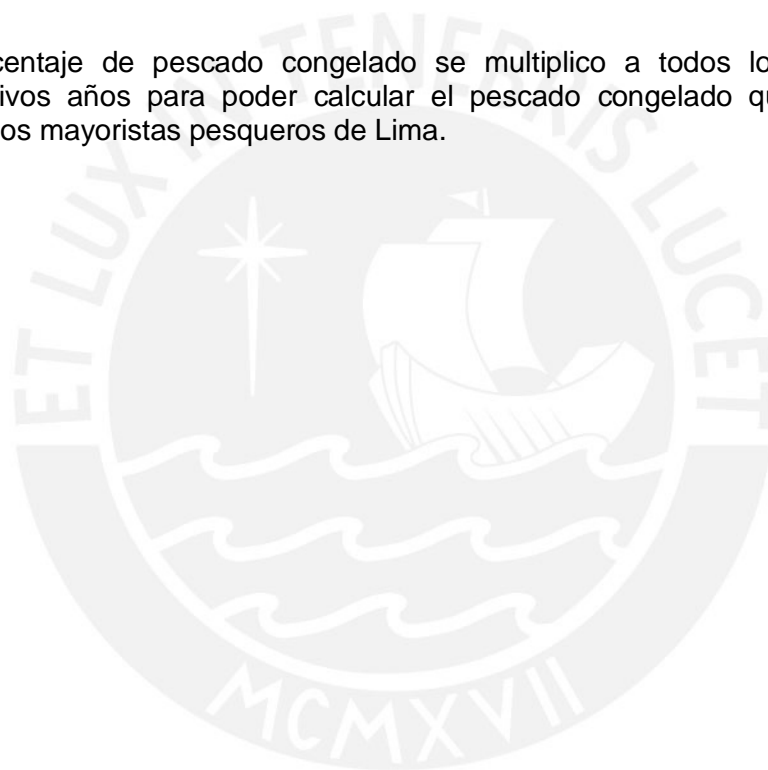 centaje de pescado congelado se multiplico a todos lo
ivos años para poder calcular el pescado congelado qu
os mayoristas pesqueros de Lima.
ET LUX IN TENEBRIS LUCET
MCMXVII